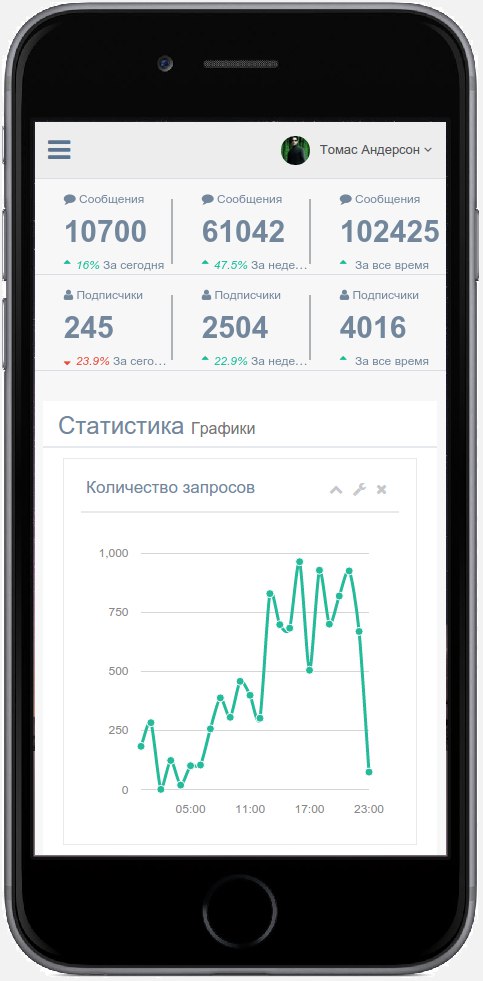 Томас Андерсон
Сообщения Сообщения Сообщения
10700 61042 102425
16% За сегодня 47.5% За неде... За все время
Подписчики Подписчики Подписчики
245 2504 4016
23.9% За сего... 22.9% За неде... За все время
Статистика Графики
Количество запросов
1,000
750
500
250
0
05:00 11:00 17:00 23:00